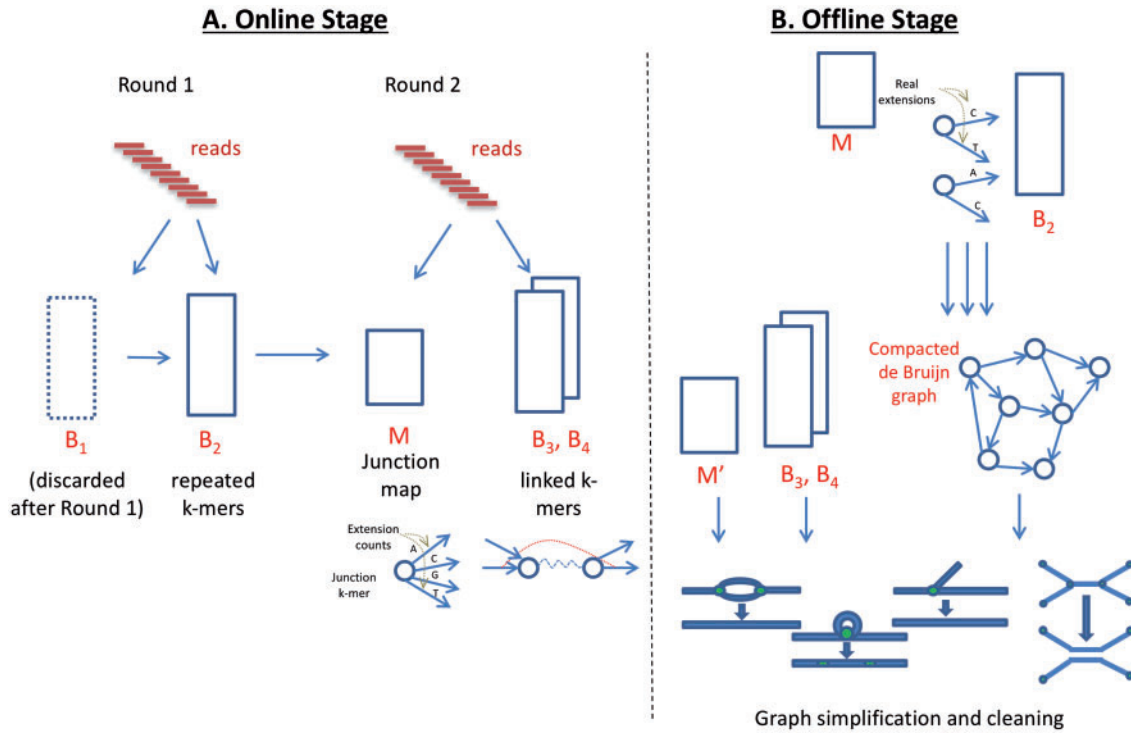 A. Online Stage
Round 1
Round 2
reads
reads
B₁
(discarded
after Round 1)
B₂
repeated
k-mers
M
Junction
map
B₃, B₄
linked k-
mers
Extension
counts
A
C
G
T
Junction
k-mer
B. Offline Stage
M
Real
extensions
C
T
A
C
B₂
Compacted
de Bruijn
graph
M’
B₃, B₄
Graph simplification and cleaning